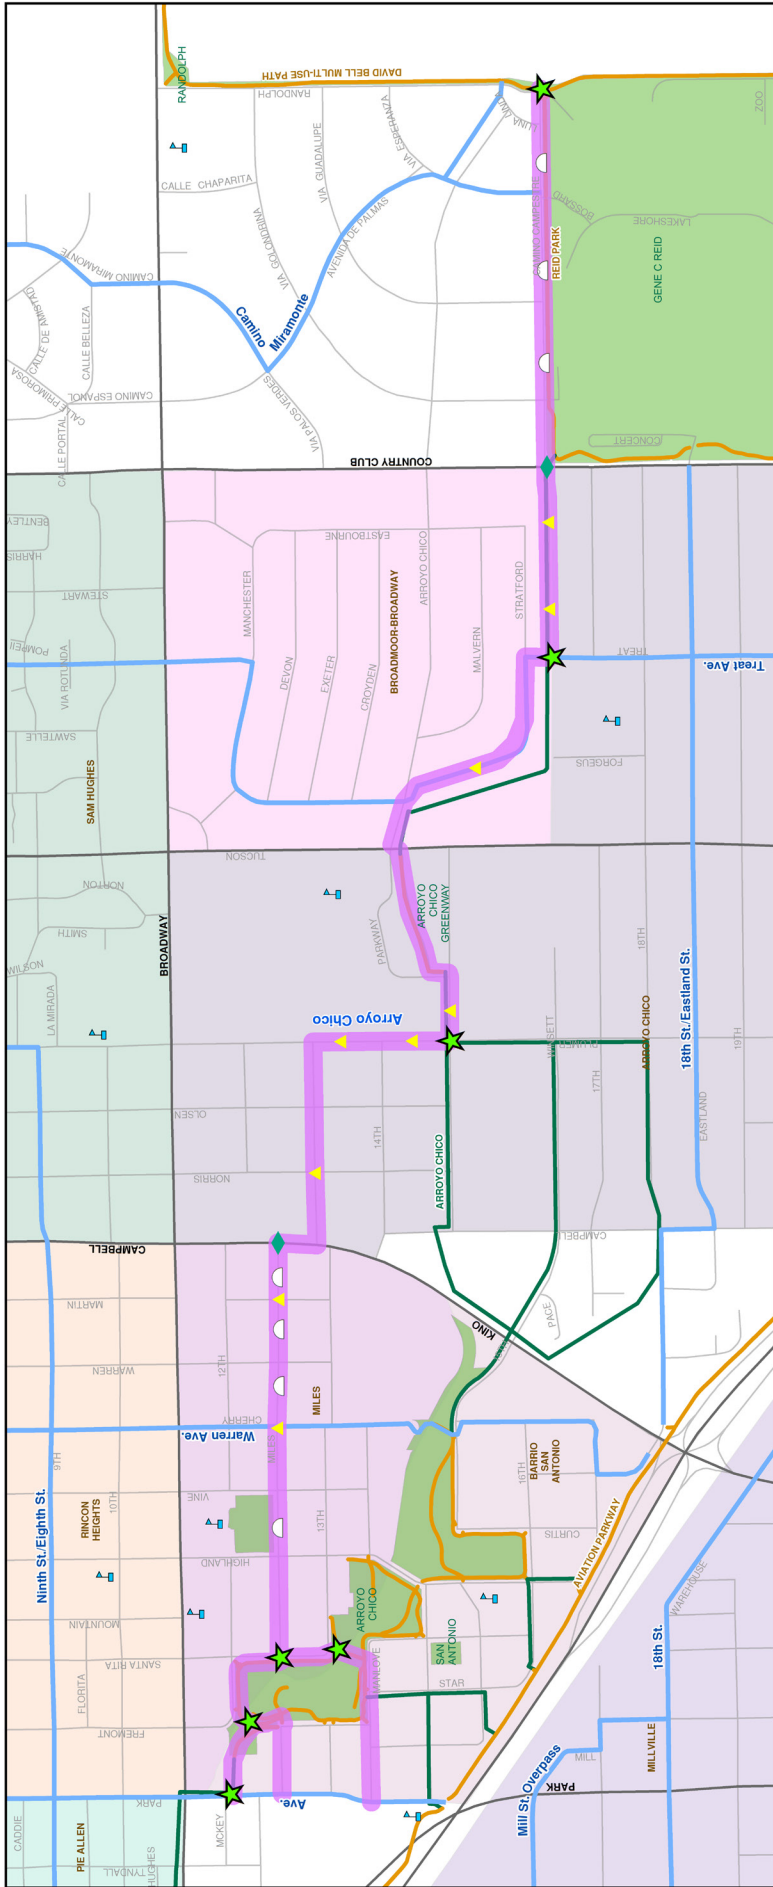 RANDOLPH
DAVID BELL MULTI-USE PATH
RANDOLPH
LUNA LINDA
ZOO
CALLE CHAPARITA
VIA GUADALUPE
VIA ESPERANZA
VIA GOLONDRINA
AVENIDA DE PALMAS
CAMINO CAMPESTRE
BOSSARD
LAKESHORE
REID PARK
GENE C REID
CAMINO MIRAMONTE
Camino
Miramonte
CALLE DE AMISTAD
CALLE BELLEZA
CALLE PRIMOROSA
CAMINO ESPANOL
VIA PALOS VERDES
CALLE PORTAL
CONCERT
COUNTRY CLUB
BENTLEY
HARRIS
STEWART
POMPEII
VIA ROTUNDA
SAWTELLE
SAM HUGHES
MANCHESTER
EASTBOURNE
ARROYO CHICO
STRATFORD
DEVON
EXETER
CROYDEN
BROADMOOR-BROADWAY
MALVERN
TREAT
Treat Ave.
FORGEUS
TUCSON
NORTON
SMITH
WILSON
LA MIRADA
BROADWAY
PARKWAY
ARROYO
CHICO
GREENWAY
18TH
18th St./Eastland St.
Arroyo Chico
WINSETT
PLUMER
ARROYO CHICO
19TH
OLSEN
14TH
17TH
EASTLAND
NORRIS
ARROYO CHICO
CAMPBELL
CAMPBELL
MARTIN
KINO
PACE
WARREN
12TH
MILES
CHERRY
Warren Ave.
MILES
9TH
10TH
Ninth St./Eighth St.
RINCON
HEIGHTS
VINE
13TH
16TH
BARRIO
SAN
ANTONIO
CURTIS
AVIATION PARKWAY
HIGHLAND
ARROYO
CHICO
WAREHOUSE
MOUNTAIN
SANTA RITA
MANLOVE
SAN
ANTONIO
18th St.
FLORITA
STAR
FREMONT
MILLVILLE
MILL
Mill St. Overpass
PARK
PARK
Ave.
CADDIE
PIE ALLEN
MCKEY
TYNDALL
HUGHES